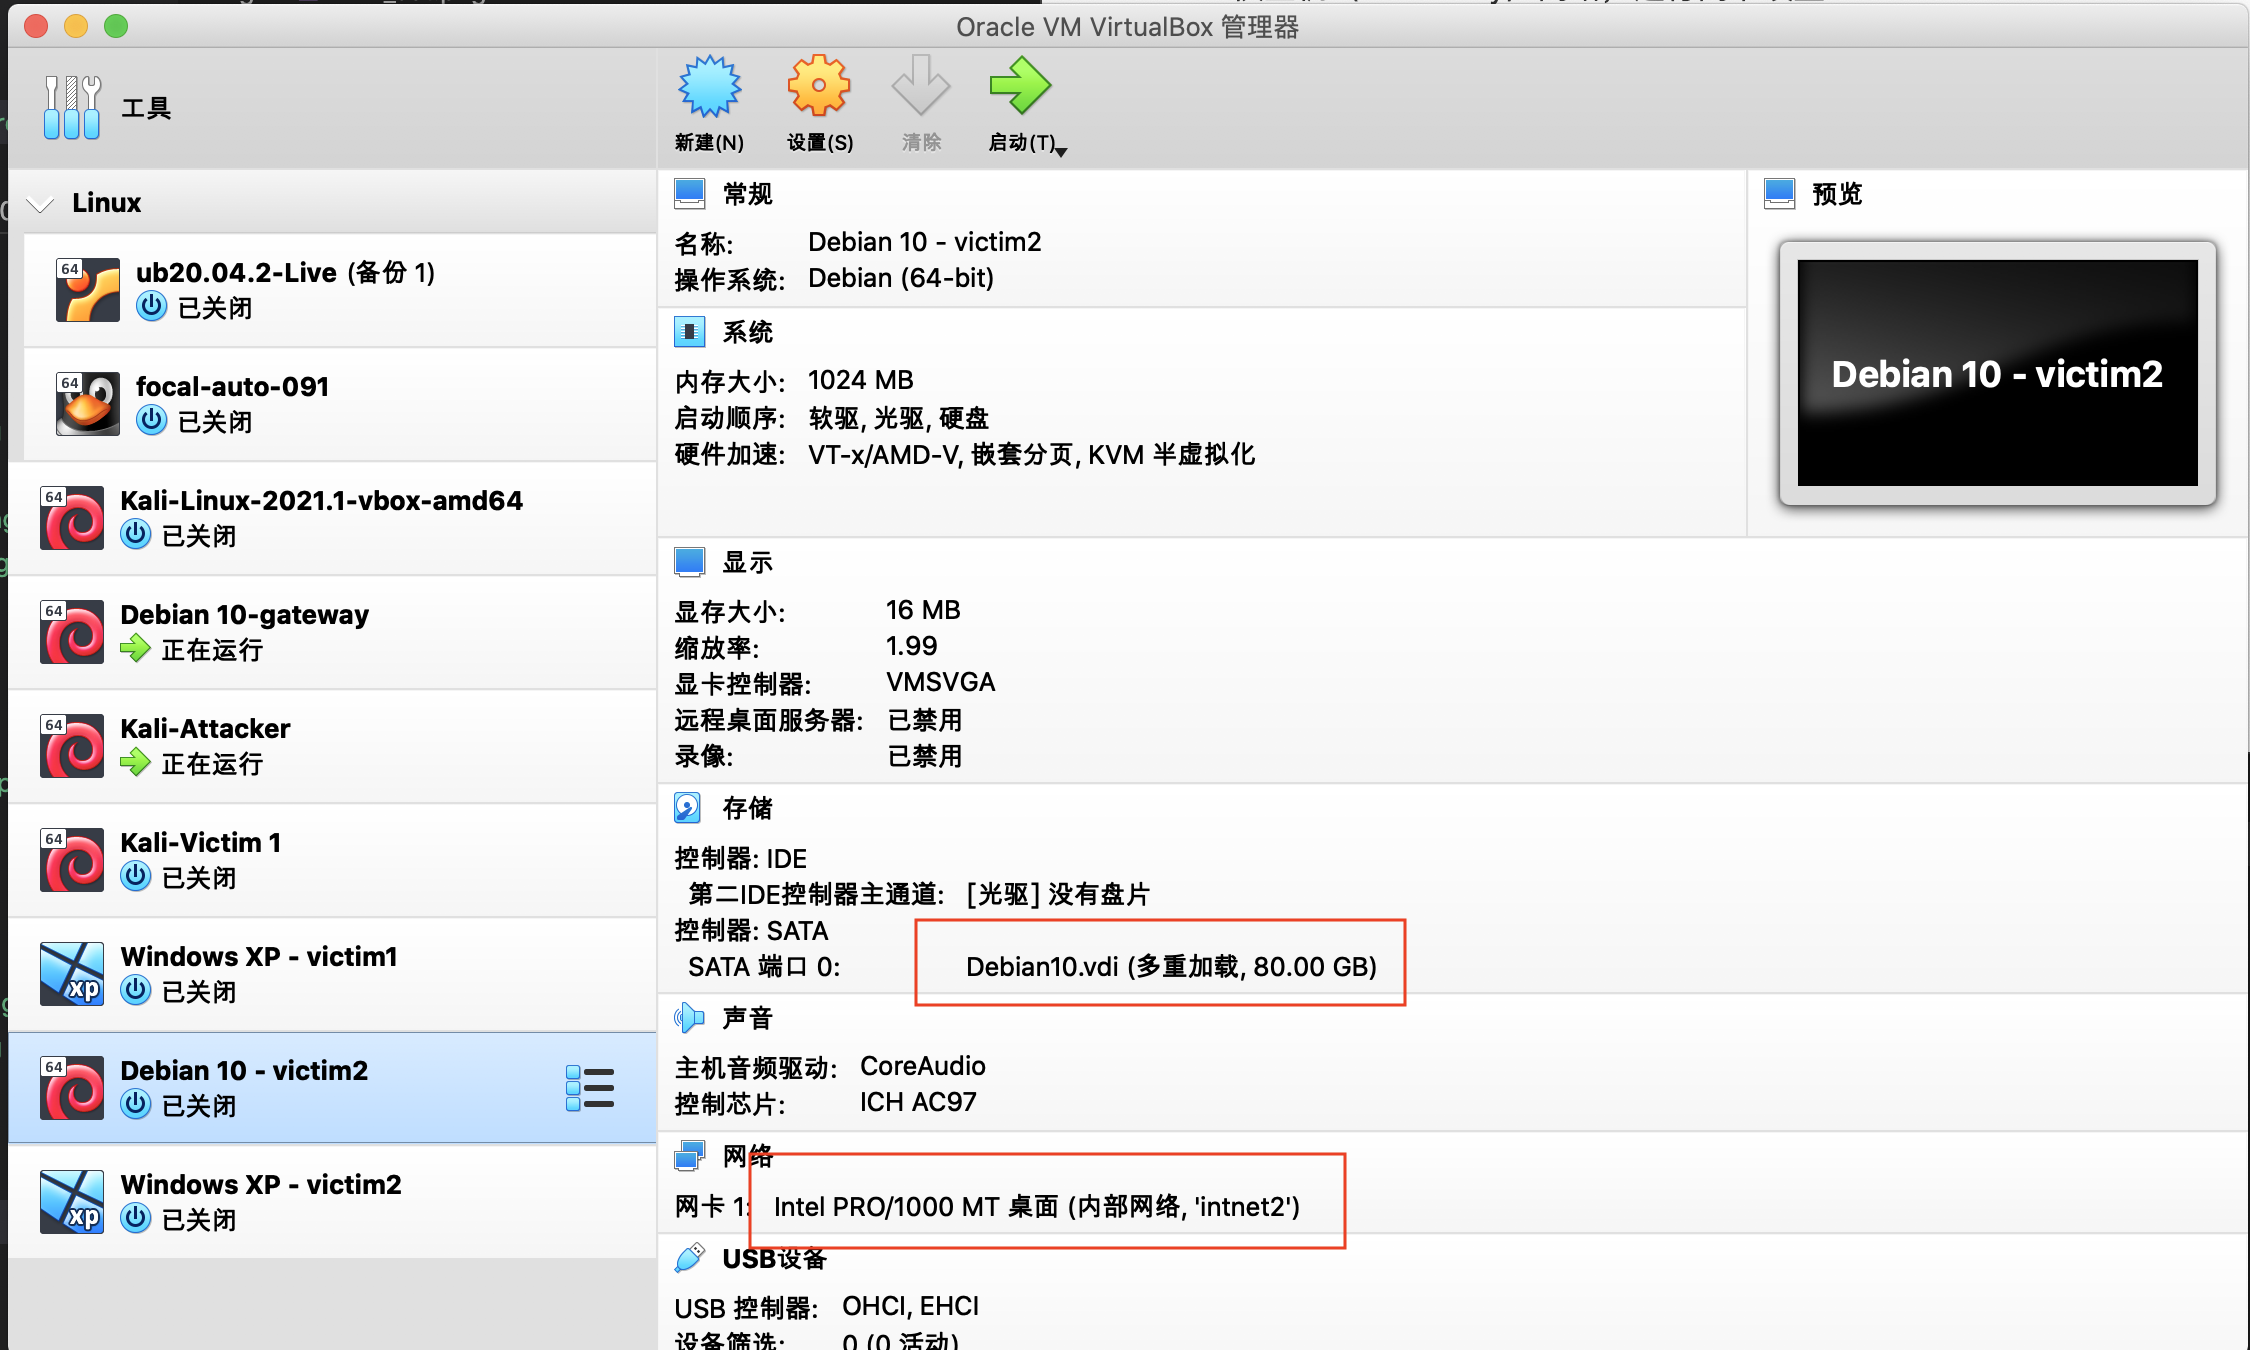 Oracle VM VirtualBox 管理器
工具
新建(N)
设置(S)
清除
启动(T)
Linux
64
ub20.04.2-Live (备份 1)
已关闭
64
focal-auto-091
已关闭
64
Kali-Linux-2021.1-vbox-amd64
已关闭
64
Debian 10-gateway
正在运行
64
Kali-Attacker
正在运行
64
Kali-Victim 1
已关闭
xp
Windows XP - victim1
已关闭
64
Debian 10 - victim2
已关闭
xp
Windows XP - victim2
已关闭
常规
名称: Debian 10 - victim2
操作系统: Debian (64-bit)
预览
Debian 10 - victim2
系统
内存大小: 1024 MB
启动顺序: 软驱, 光驱, 硬盘
硬件加速: VT-x/AMD-V, 嵌套分页, KVM 半虚拟化
显示
显存大小: 16 MB
缩放率: 1.99
显卡控制器: VMSVGA
远程桌面服务器: 已禁用
录像: 已禁用
存储
控制器: IDE
第二IDE控制器主通道: [光驱] 没有盘片
控制器: SATA
SATA 端口 0: Debian10.vdi (多重加载, 80.00 GB)
声音
主机音频驱动: CoreAudio
控制芯片: ICH AC97
网络
网卡 1: Intel PRO/1000 MT 桌面 (内部网络, 'intnet2')
USB设备
USB 控制器: OHCI, EHCI
设备筛选: 0 (0 活动)